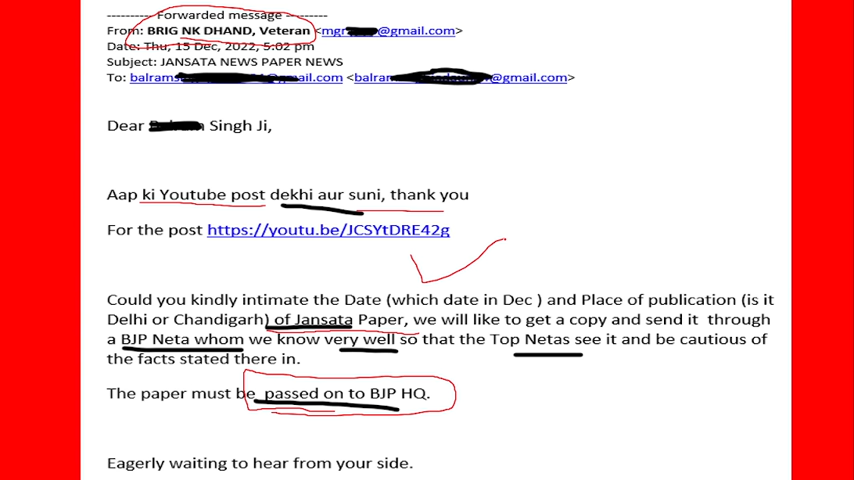 ---------- Forwarded message ---------
From: BRIG NK DHAND, Veteran <mgr @gmail.com>
Date: Thu, 15 Dec, 2022, 5:02 pm
Subject: JANSATA NEWS PAPER NEWS
To: balrams ail.com <balram @gmail.com>
Dear Singh Ji,
Aap ki Youtube post dekhi aur suni, thank you
For the post https://youtu.be/JCSYtDRE42g
Could you kindly intimate the Date (which date in Dec ) and Place of publication (is it
Delhi or Chandigarh) of Jansata Paper, we will like to get a copy and send it through
a BJP Neta whom we know very well so that the Top Netas see it and be cautious of
the facts stated there in.
The paper must be passed on to BJP HQ.
Eagerly waiting to hear from your side.